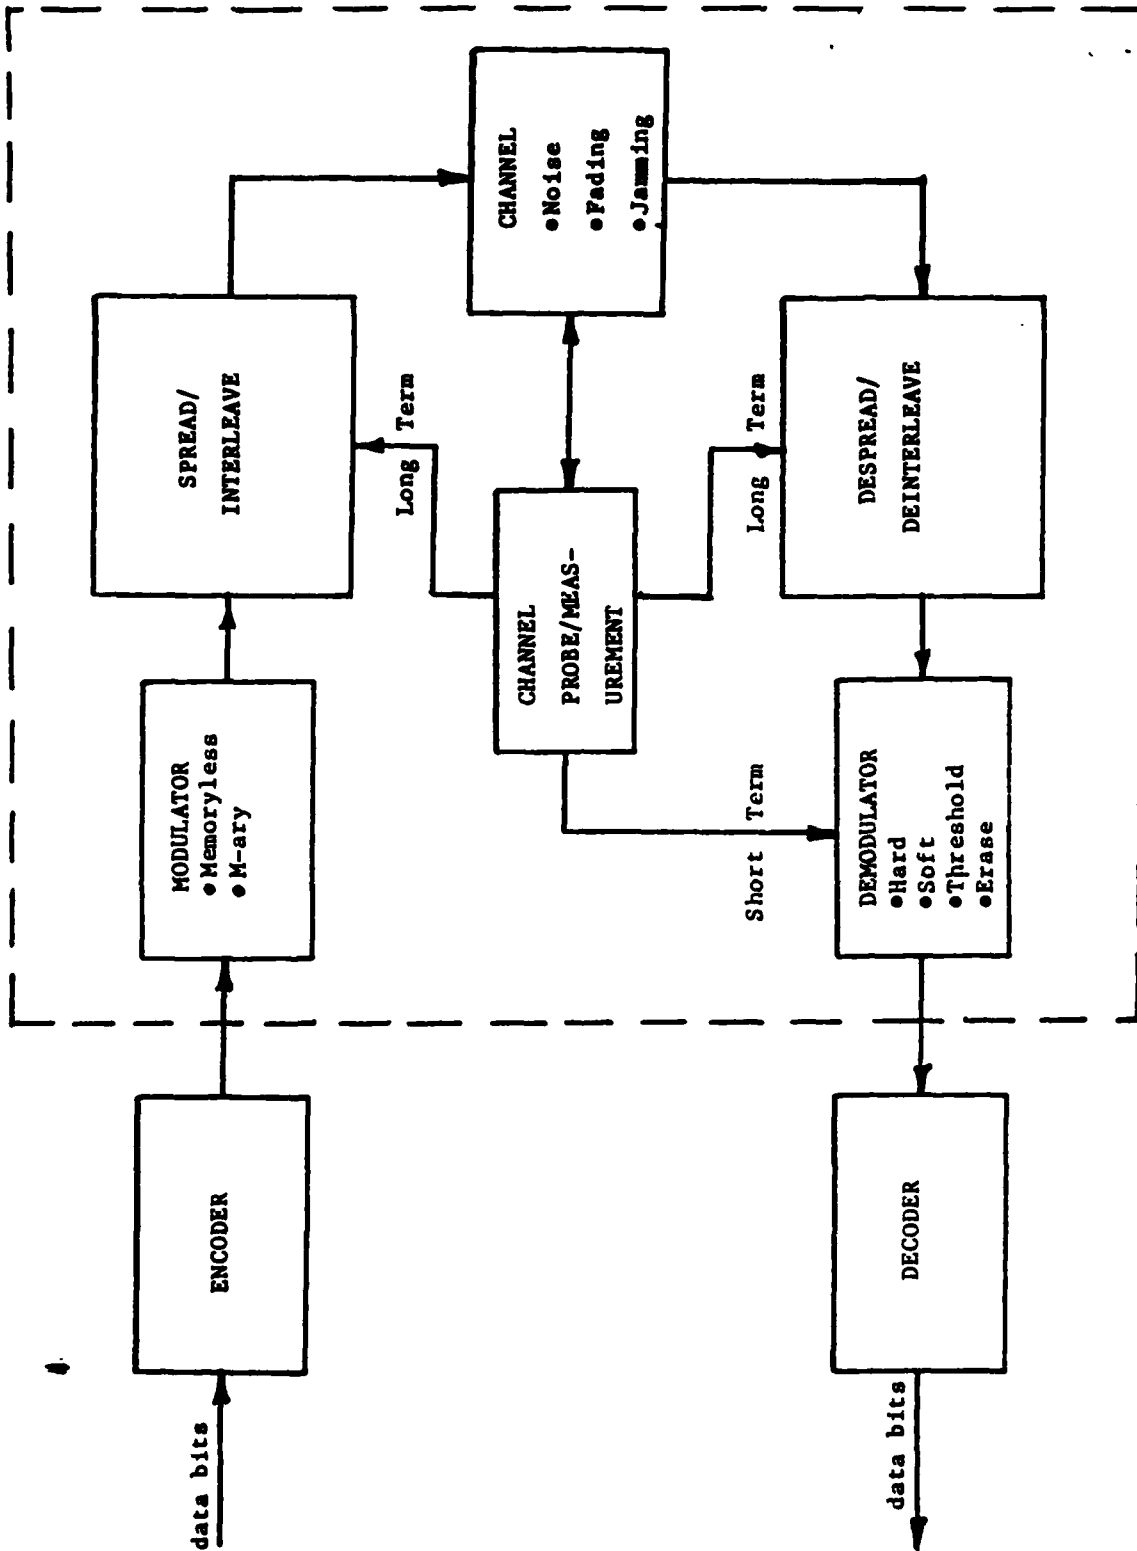 data bits
ENCODER
MODULATOR
●Memoryless
●M-ary
SPREAD/
INTERLEAVE
Long Term
CHANNEL
●Noise
●Fading
●Jamming
CHANNEL
PROBE/MEAS-
UREMENT
Short Term
Long Term
DESPREAD/
DEINTERLEAVE
DEMODULATOR
●Hard
●Soft
●Threshold
●Erase
DECODER
data bits